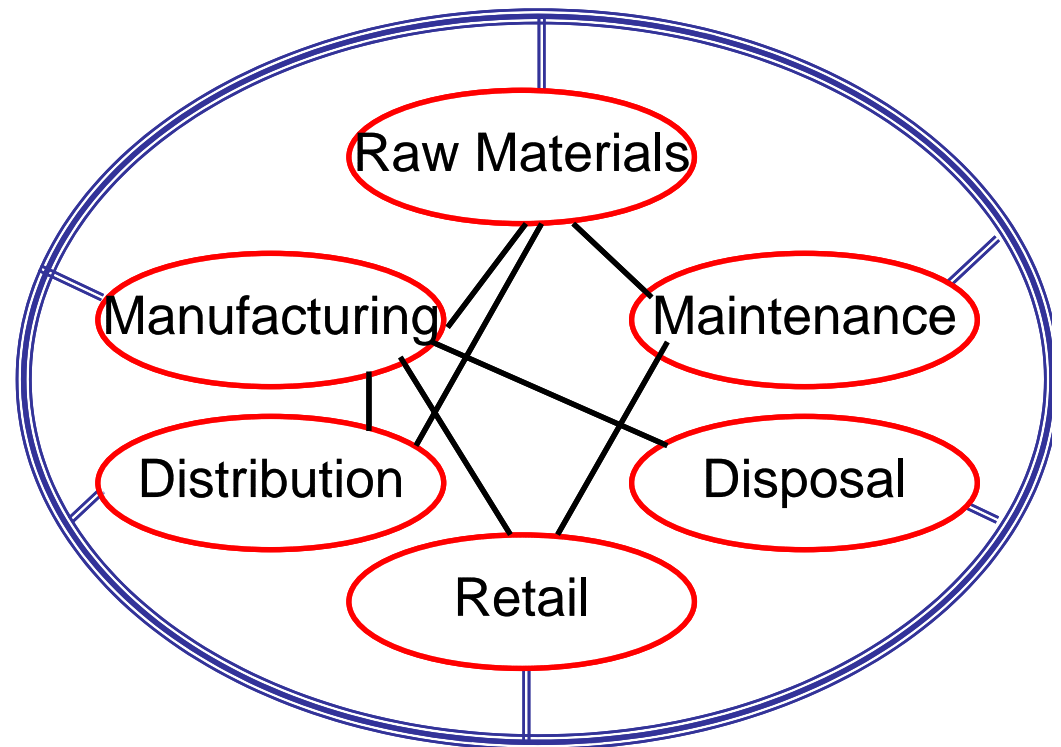 Raw Materials
Manufacturing
Maintenance
Distribution
Disposal
Retail